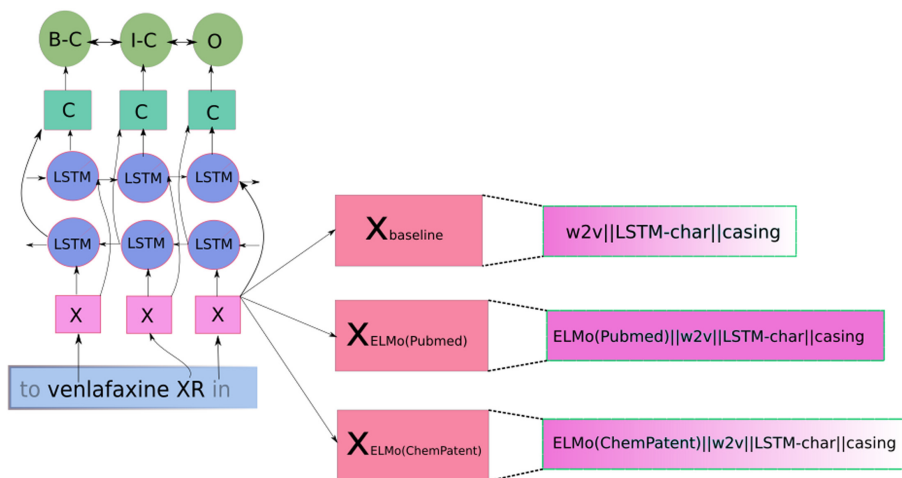 B-C I-C O
C C C
LSTM LSTM LSTM
LSTM LSTM LSTM
X X X
to venlafaxine XR in
Xbaseline
w2v||LSTM-char||casing
XELMo(Pubmed)
ELMo(Pubmed)||w2v||LSTM-char||casing
XELMo(ChemPatent)
ELMo(ChemPatent)||w2v||LSTM-char||casing